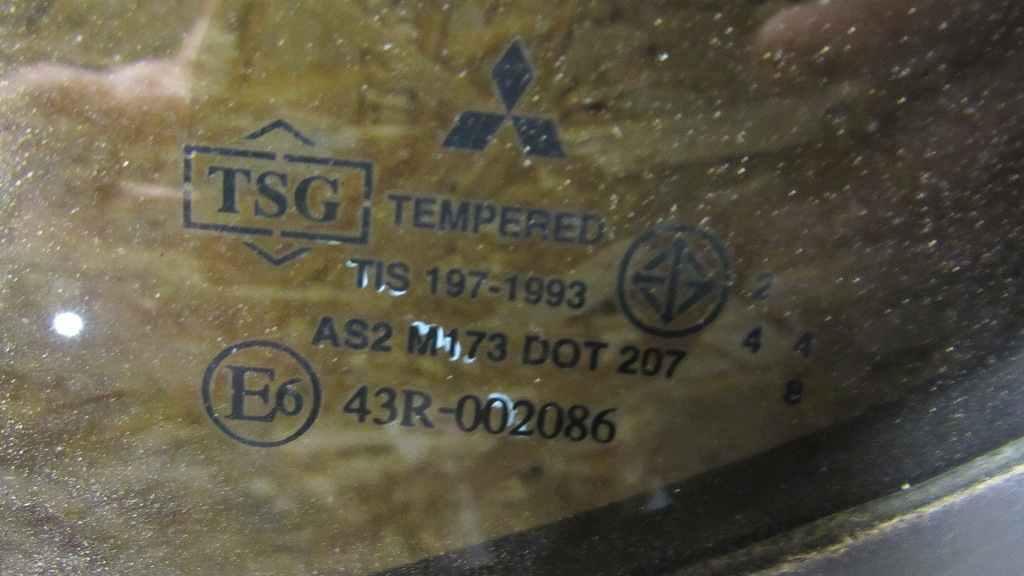 TSG TEMPERED
TIS 197-1993
AS2 M173 DOT 207
E6 43R-002086
2
4 4
8